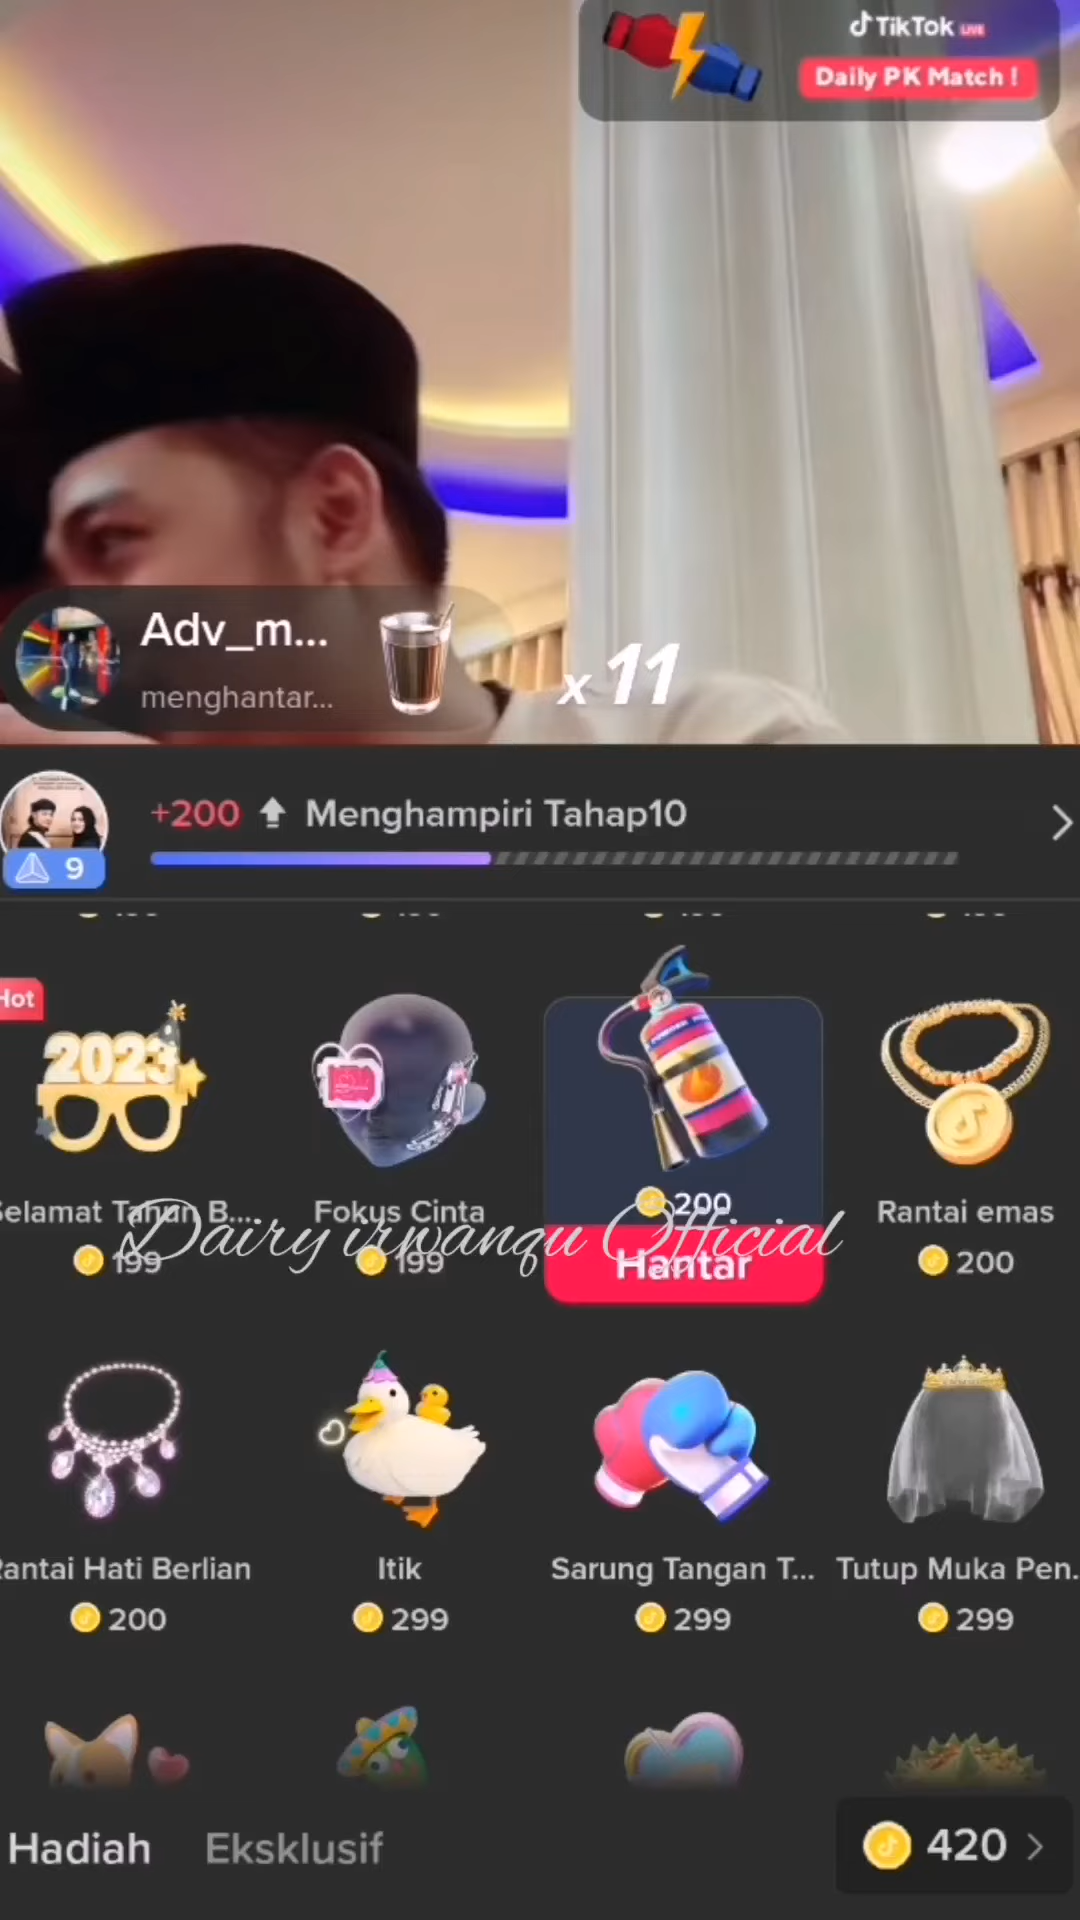 TikTok LIVE
Daily PK Match !
Adv_m...
menghantar...
x 11
+200 Menghampiri Tahap10
9
Hot
2023
200
Selamat Tahun B...
Fokus Cinta
Hantar
Rantai emas
199
199
200
Dairy irwanqu Official
Rantai Hati Berlian
Itik
Sarung Tangan T...
Tutup Muka Pen...
200
299
299
299
Hadiah
Eksklusif
420